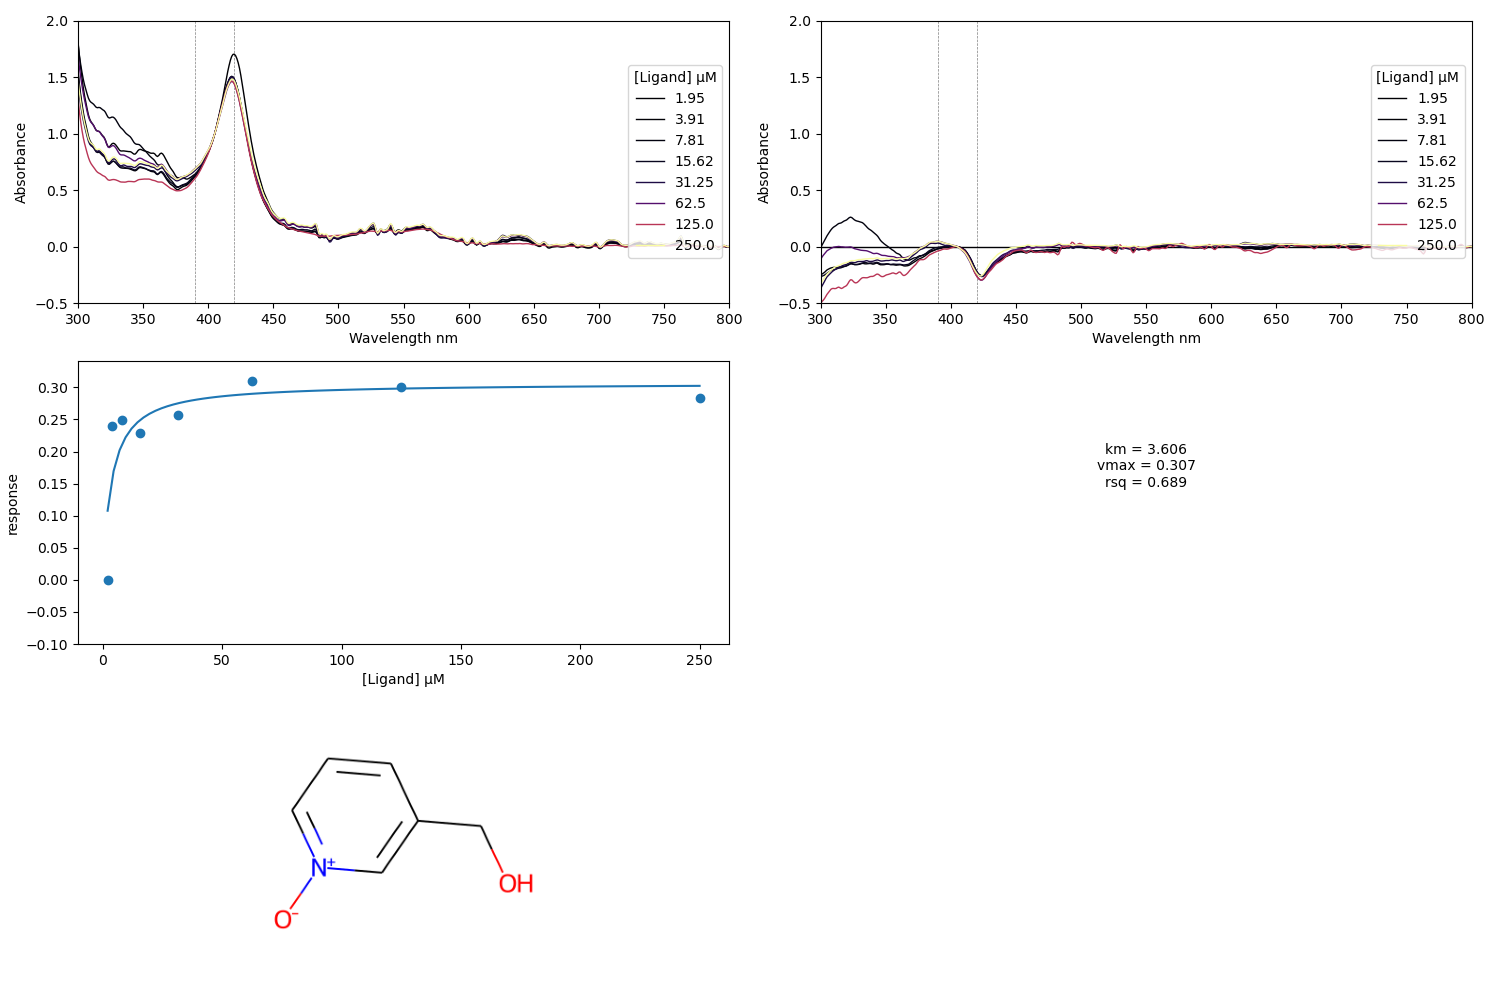 2.0
1.5
1.0
0.5
0.0
−0.5
Absorbance
300 350 400 450 500 550 600 650 700 750 800
Wavelength nm
[Ligand] μM
1.95
3.91
7.81
15.62
31.25
62.5
125.0
250.0
2.0
1.5
1.0
0.5
0.0
−0.5
Absorbance
300 350 400 450 500 550 600 650 700 750 800
Wavelength nm
[Ligand] μM
1.95
3.91
7.81
15.62
31.25
62.5
125.0
250.0
0.30
0.25
0.20
0.15
0.10
0.05
0.00
−0.05
−0.10
response
0 50 100 150 200 250
[Ligand] μM
km = 3.606
vmax = 0.307
rsq = 0.689
N+
OH
O−